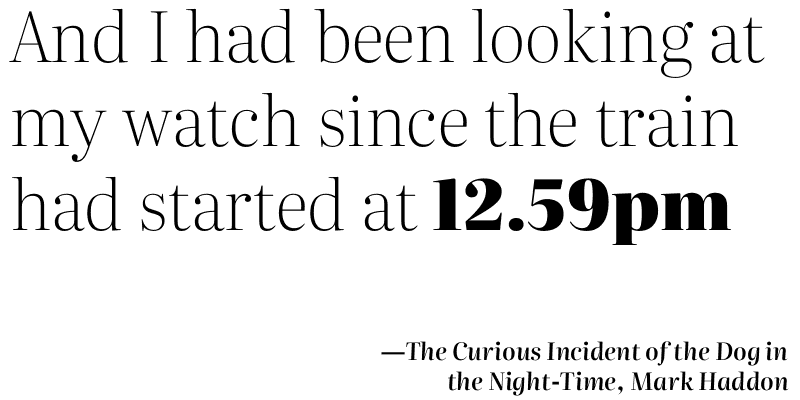 And I had been looking at
my watch since the train
had started at 12.59pm
—The Curious Incident of the Dog in
the Night-Time, Mark Haddon